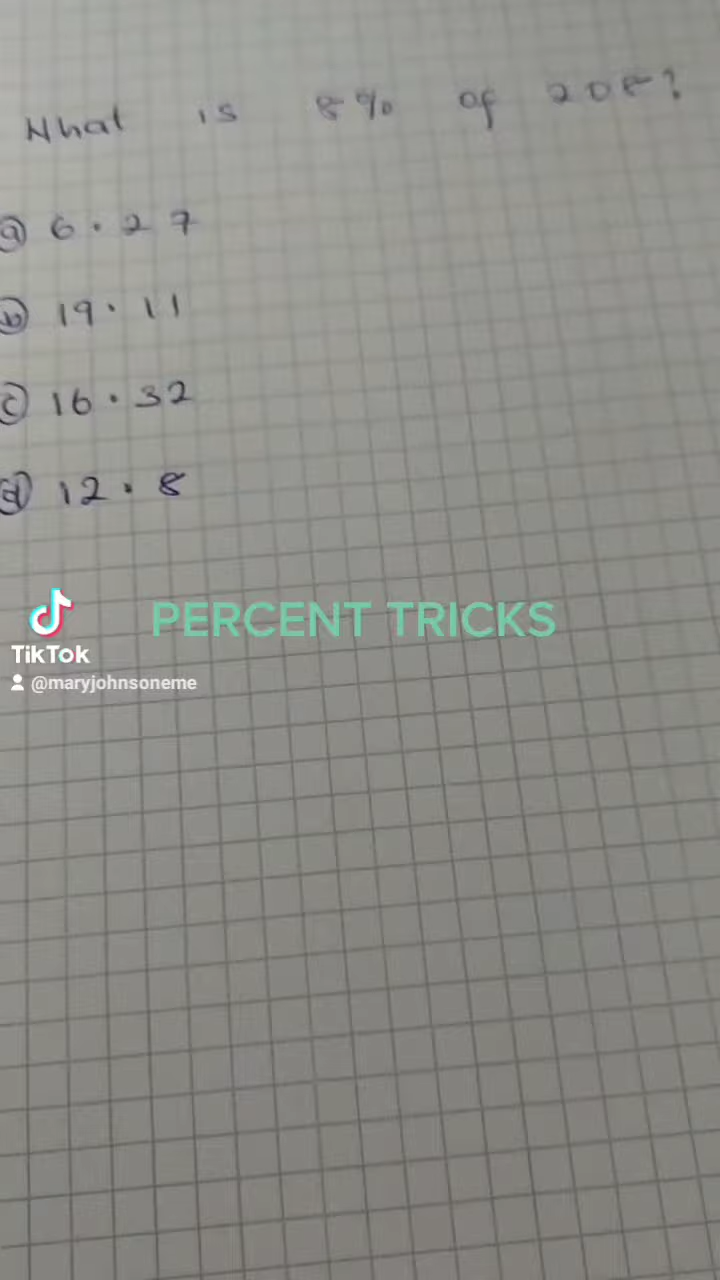 What is 8% of 208?
a 6.27
b 19.11
c 16.32
d 12.8
PERCENT TRICKS
TikTok
@maryjohnsoneme